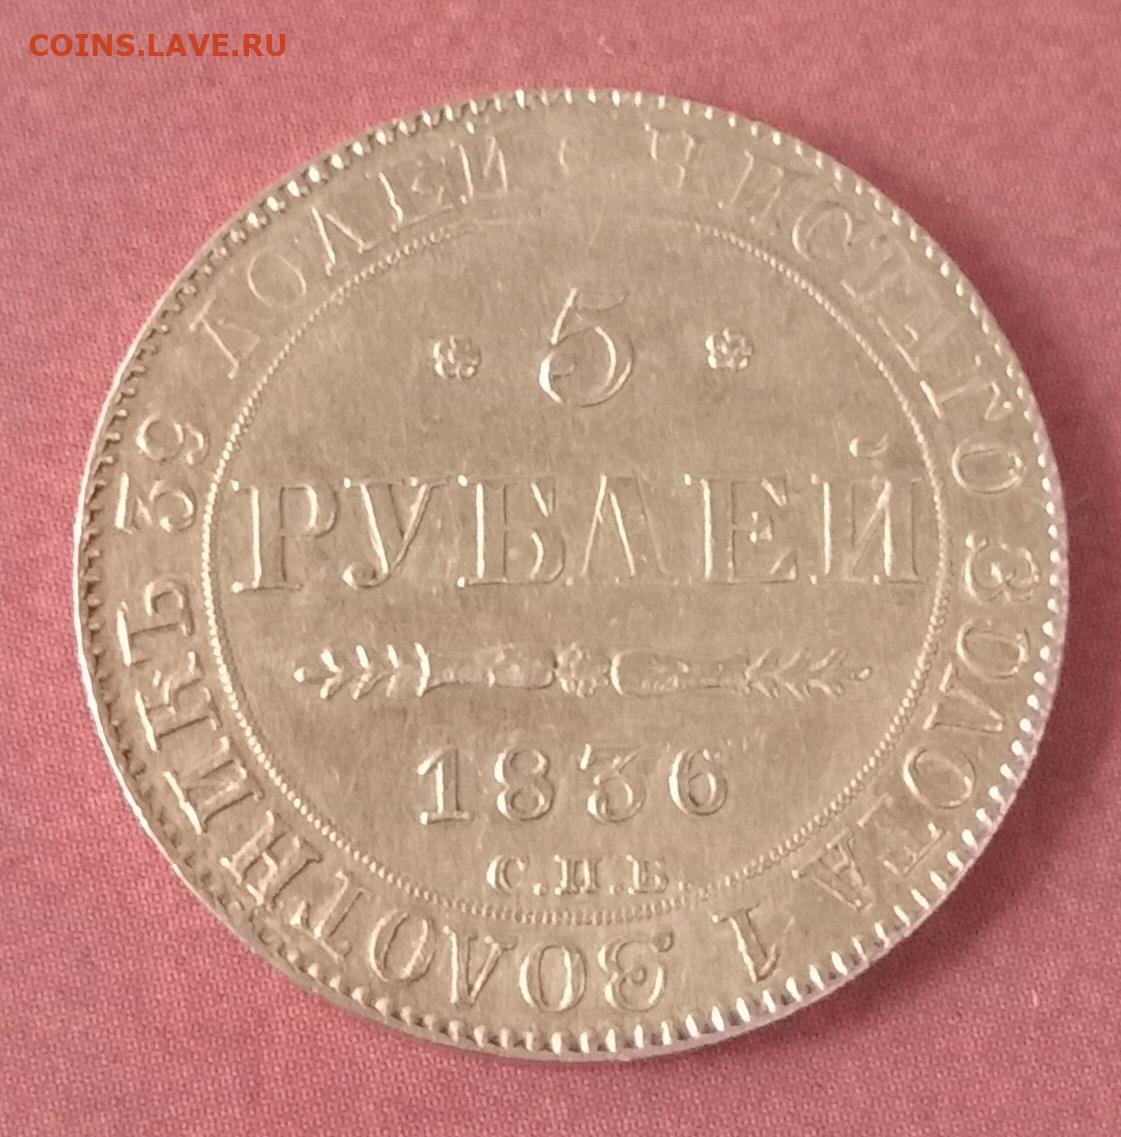 COINS.LAVE.RU
ЧИСТАГО ЗОЛОТА 1 ЗОЛОТНИКЪ 39 ДОЛЕЙ
5
РУБЛЕЙ
1836
С.П.Б.